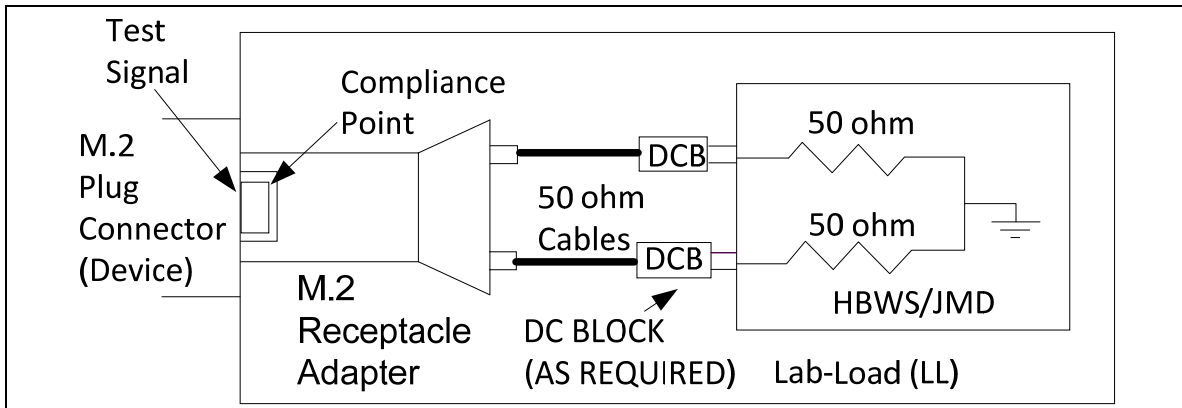 Test
Signal
Compliance
Point
M.2
Plug
Connector
(Device)
M.2
Receptacle
Adapter
50 ohm
Cables
DCB
DCB
DC BLOCK
(AS REQUIRED)
50 ohm
50 ohm
HBWS/JMD
Lab-Load (LL)